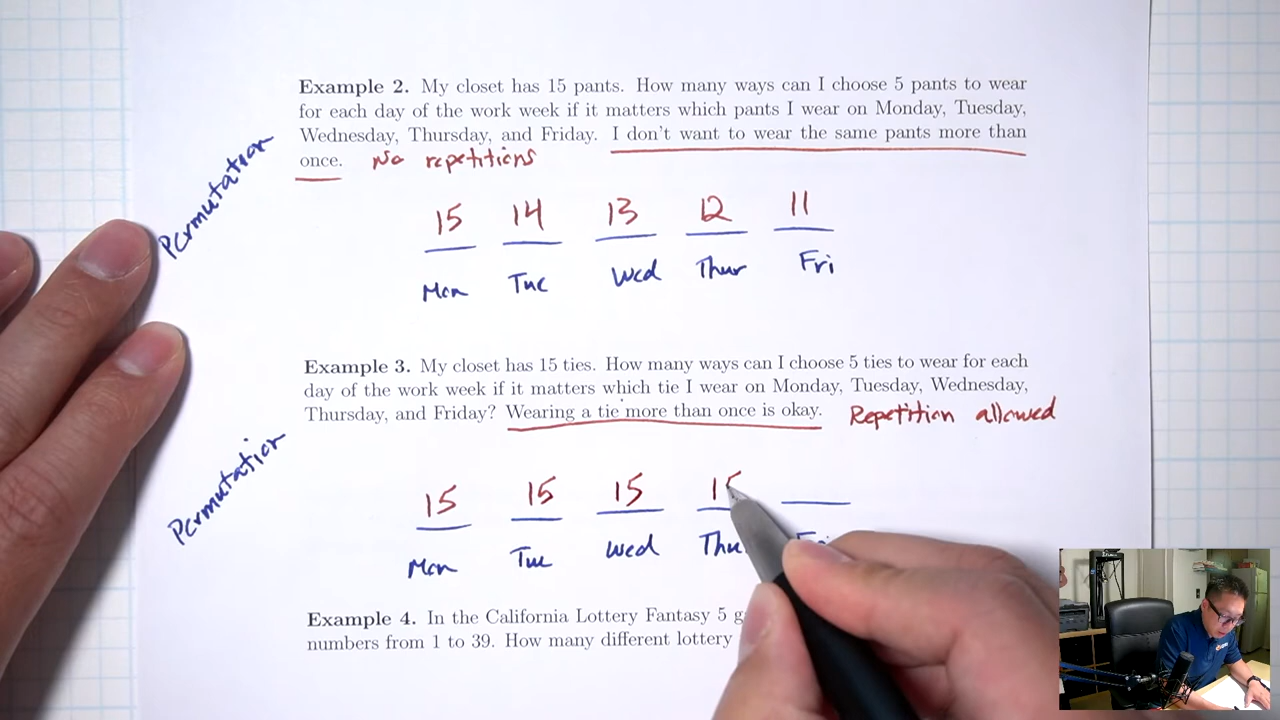 Example 2. My closet has 15 pants. How many ways can I choose 5 pants to wear
for each day of the work week if it matters which pants I wear on Monday, Tuesday,
Wednesday, Thursday, and Friday. I don't want to wear the same pants more than
once. No repetitions
Permutation
15 14 13 12 11
Mon Tue Wed Thur Fri
Example 3. My closet has 15 ties. How many ways can I choose 5 ties to wear for each
day of the work week if it matters which tie I wear on Monday, Tuesday, Wednesday,
Thursday, and Friday? Wearing a tie more than once is okay. Repetition allowed
Permutation
15 15 15 15
Mon Tue Wed Thu Fri
Example 4. In the California Lottery Fantasy 5
numbers from 1 to 39. How many different lottery